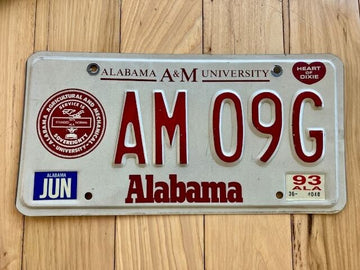 ALABAMA A&M UNIVERSITY
HEART OF DIXIE
ALABAMA AGRICULTURAL AND MECHANICAL UNIVERSITY
SERVICE IS SOVEREIGNTY
AM 09G
ALABAMA
JUN
Alabama
93
ALA